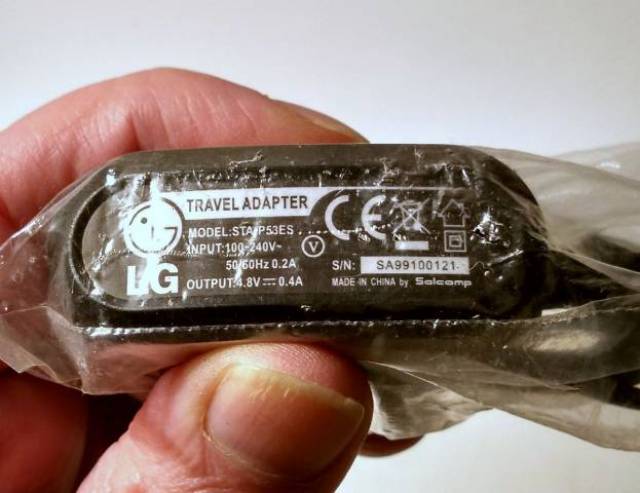 TRAVEL ADAPTER
MODEL:STA-P53ES
INPUT:100-240V~
50/60Hz 0.2A
OUTPUT:4.8V⎓0.4A
LG
V
CE
S/N: SA99100121-
MADE IN CHINA by Salcomp